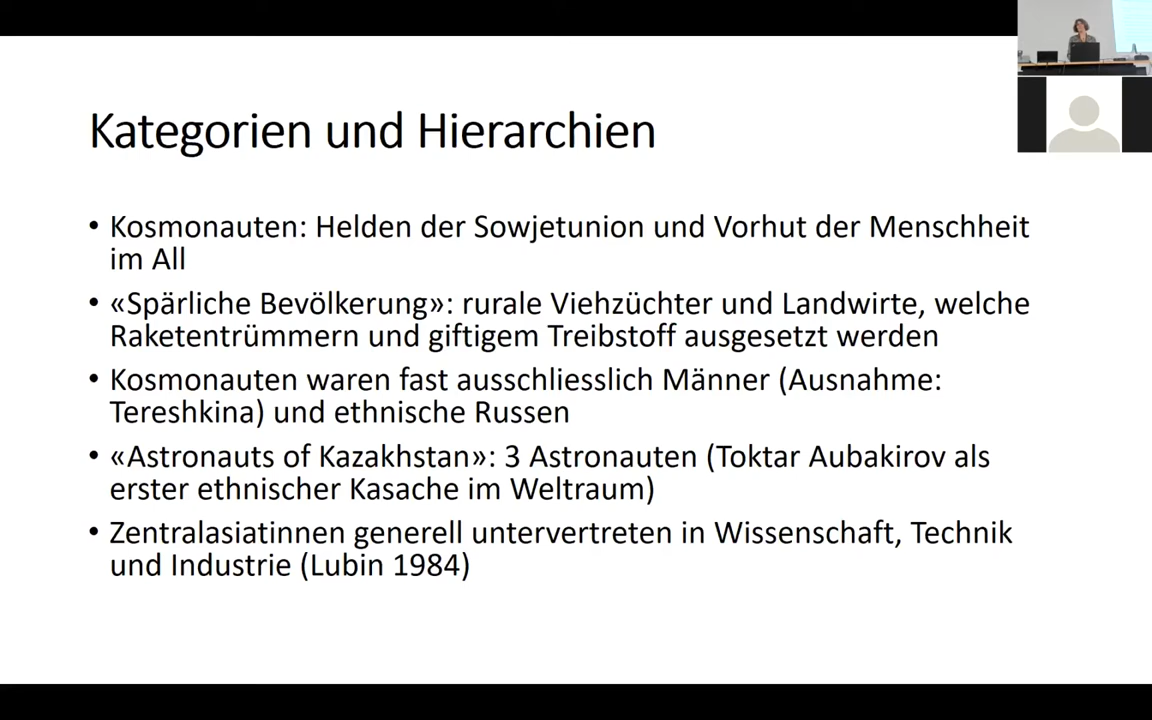 Kategorien und Hierarchien
• Kosmonauten: Helden der Sowjetunion und Vorhut der Menschheit
im All
• «Spärliche Bevölkerung»: rurale Viehzüchter und Landwirte, welche
Raketentrümmern und giftigem Treibstoff ausgesetzt werden
• Kosmonauten waren fast ausschliesslich Männer (Ausnahme:
Tereshkina) und ethnische Russen
• «Astronauts of Kazakhstan»: 3 Astronauten (Toktar Aubakirov als
erster ethnischer Kasache im Weltraum)
• Zentralasiatinnen generell untervertreten in Wissenschaft, Technik
und Industrie (Lubin 1984)